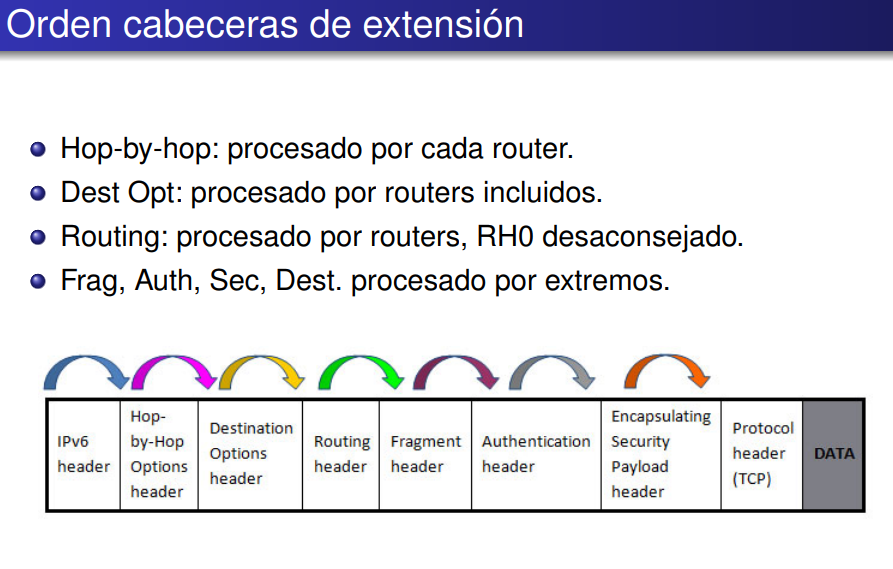 Orden cabeceras de extensión
Hop-by-hop: procesado por cada router.
Dest Opt: procesado por routers incluidos.
Routing: procesado por routers, RH0 desaconsejado.
Frag, Auth, Sec, Dest. procesado por extremos.
IPv6
header
Hop-
by-Hop
Options
header
Destination
Options
header
Routing
header
Fragment
header
Authentication
header
Encapsulating
Security
Payload
header
Protocol
header
(TCP)
DATA